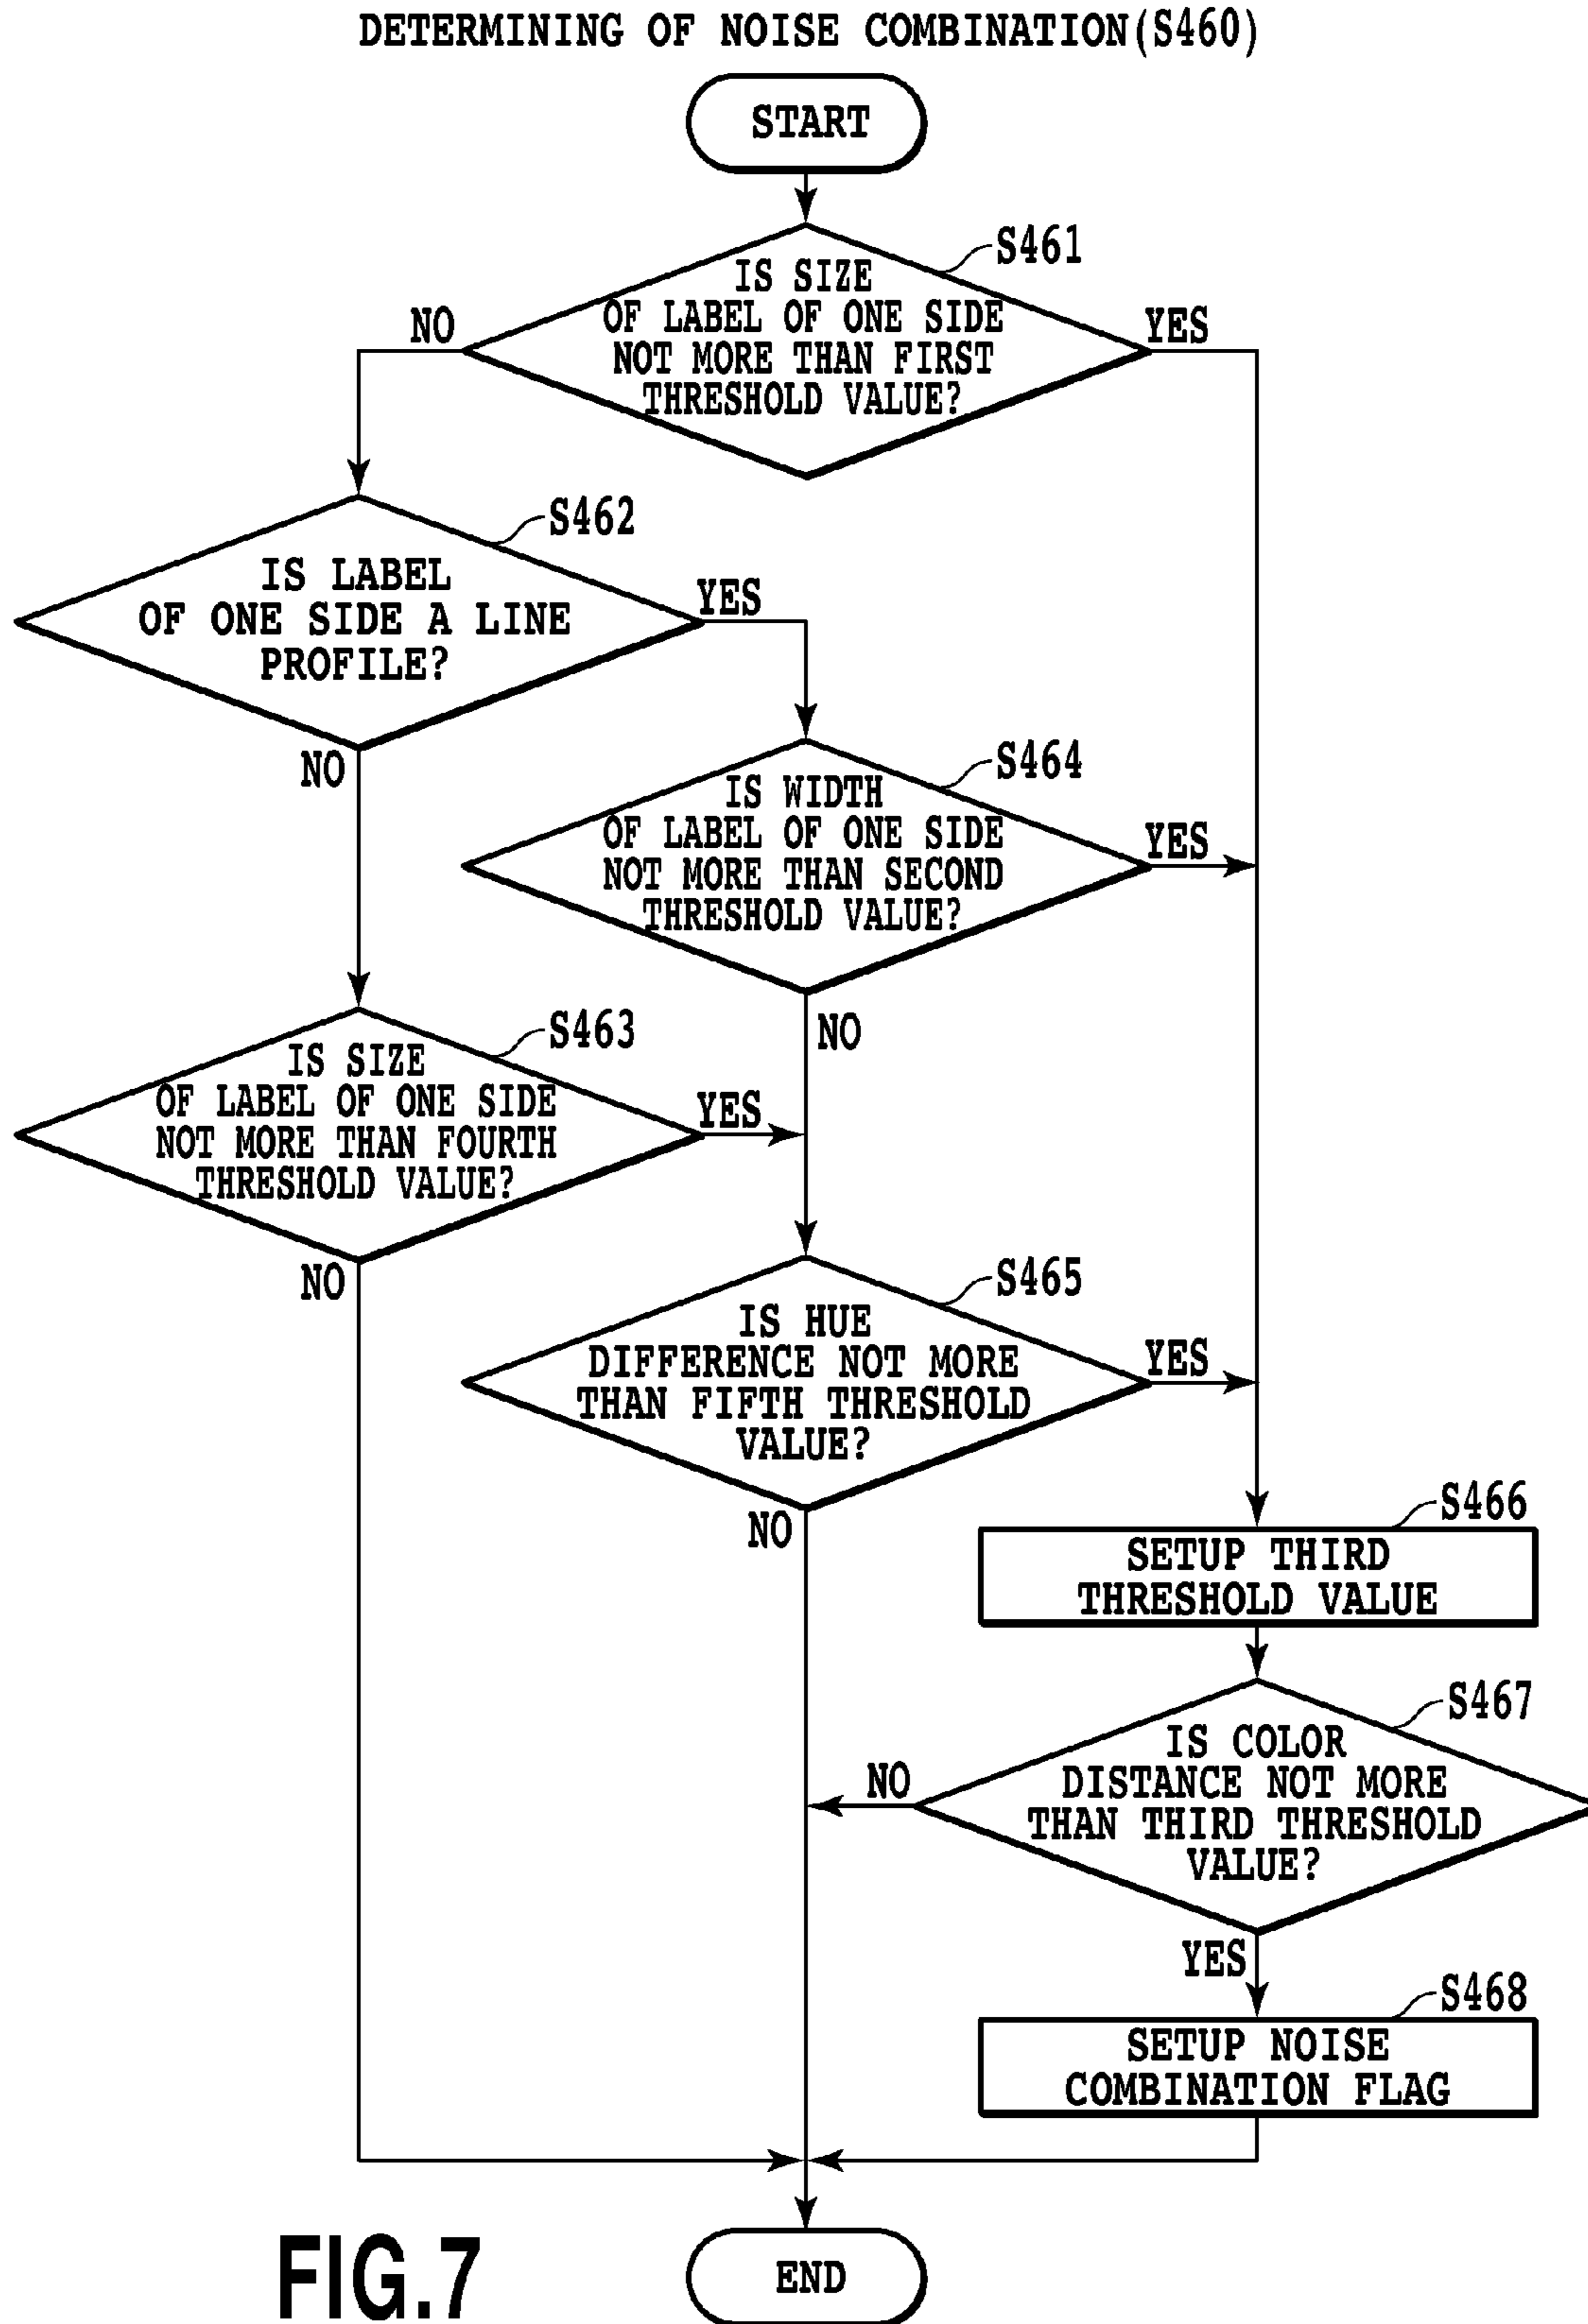 DETERMINING OF NOISE COMBINATION(S460)
START
S461
IS SIZE
OF LABEL OF ONE SIDE
NOT MORE THAN FIRST
THRESHOLD VALUE?
NO
YES
S462
IS LABEL
OF ONE SIDE A LINE
PROFILE?
YES
NO
S464
IS WIDTH
OF LABEL OF ONE SIDE
NOT MORE THAN SECOND
THRESHOLD VALUE?
YES
NO
S463
IS SIZE
OF LABEL OF ONE SIDE
NOT MORE THAN FOURTH
THRESHOLD VALUE?
YES
NO
S465
IS HUE
DIFFERENCE NOT MORE
THAN FIFTH THRESHOLD
VALUE?
YES
NO
S466
SETUP THIRD
THRESHOLD VALUE
S467
IS COLOR
DISTANCE NOT MORE
THAN THIRD THRESHOLD
VALUE?
NO
YES
S468
SETUP NOISE
COMBINATION FLAG
END
FIG.7